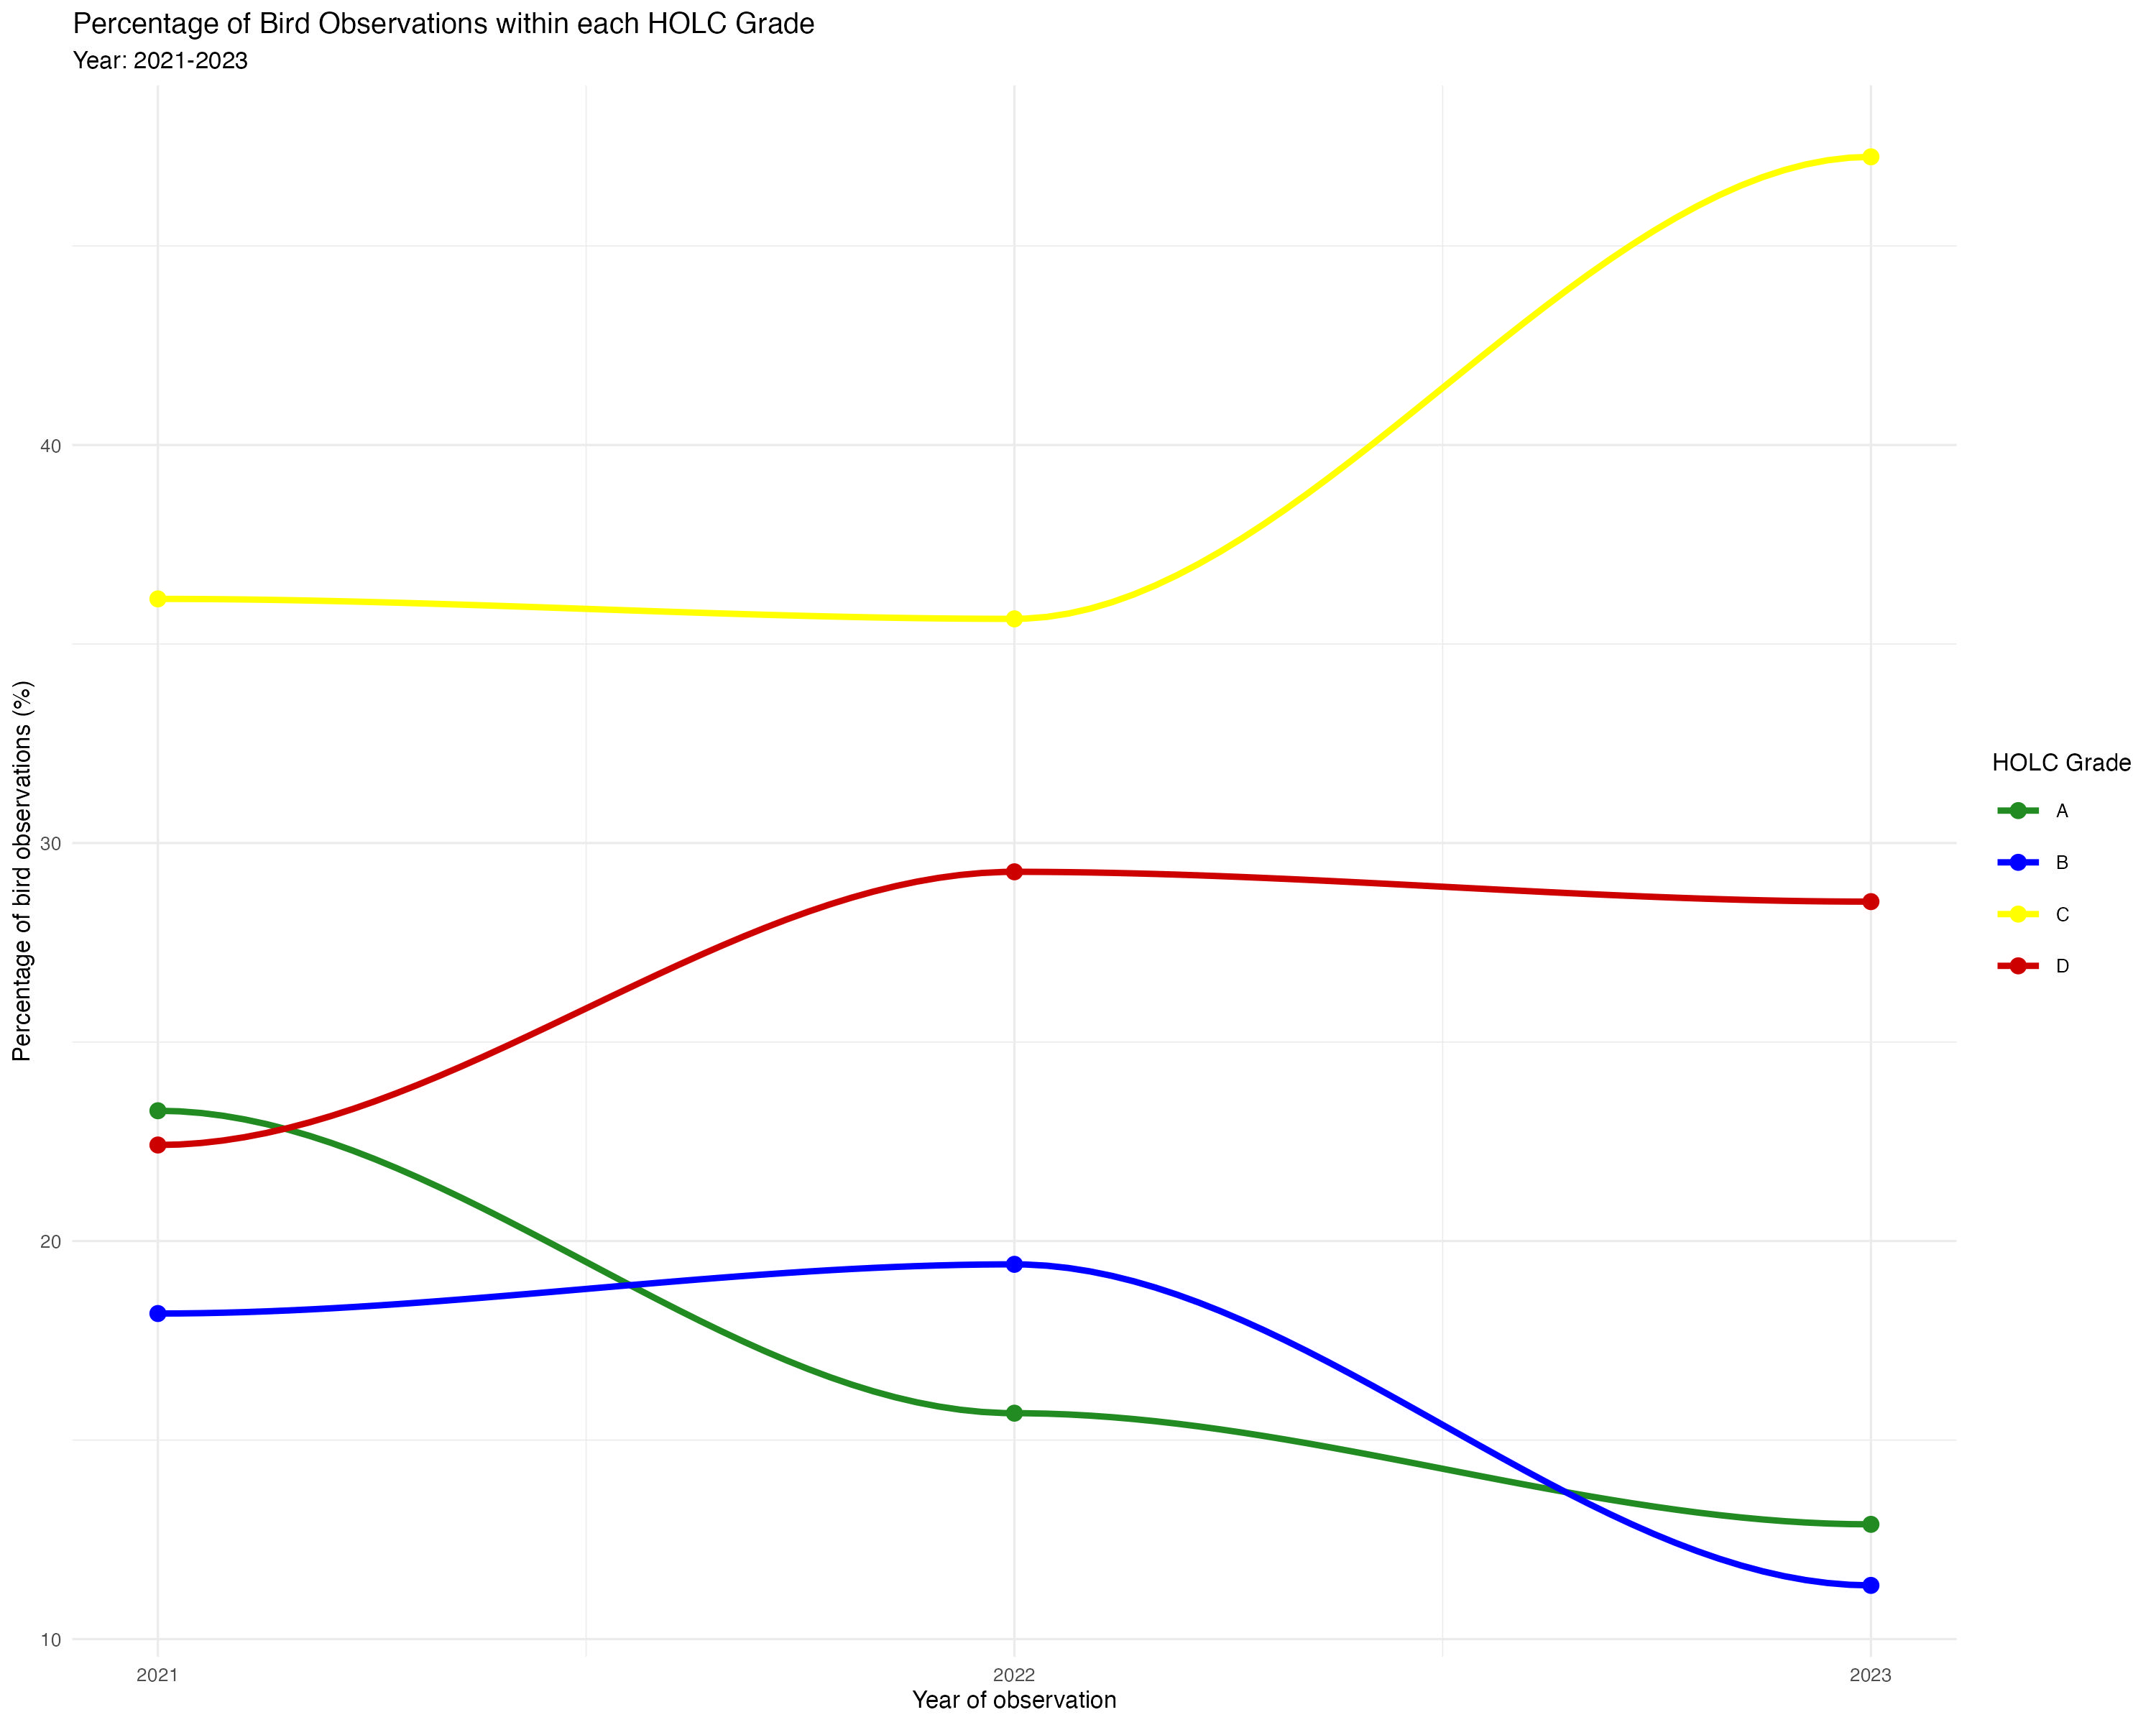 Percentage of Bird Observations within each HOLC Grade
Year: 2021-2023
Percentage of bird observations (%)
40
30
20
10
2021
2022
2023
Year of observation
HOLC Grade
A
B
C
D